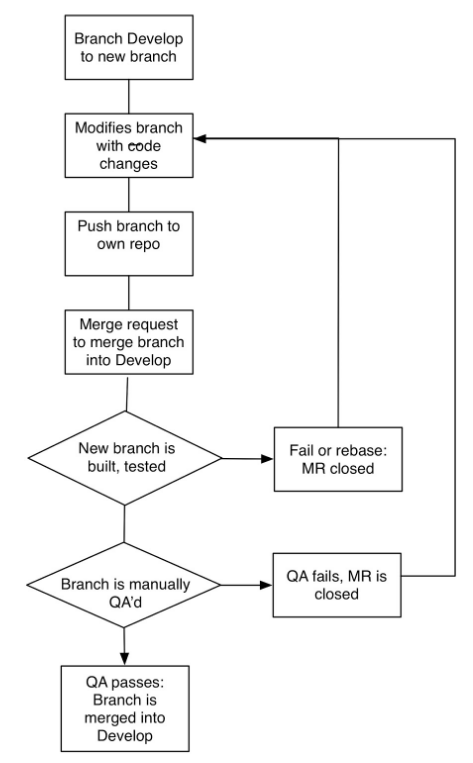 Branch Develop
to new branch
Modifies branch
with code
changes
Push branch to
own repo
Merge request
to merge branch
into Develop
New branch is
built, tested
Fail or rebase:
MR closed
Branch is manually
QA'd
QA fails, MR is
closed
QA passes:
Branch is
merged into
Develop